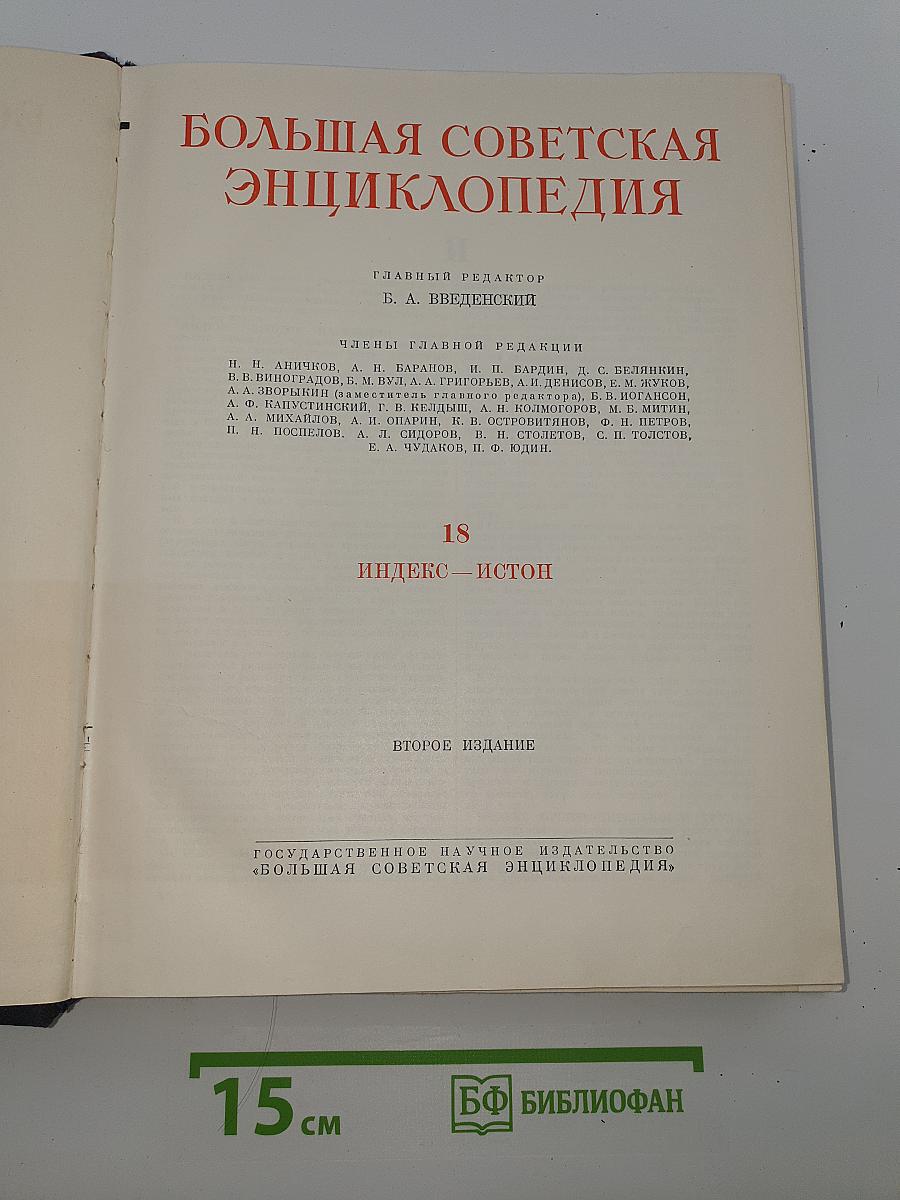 БОЛЬШАЯ СОВЕТСКАЯ
ЭНЦИКЛОПЕДИЯ
ГЛАВНЫЙ РЕДАКТОР
Б. А. ВВЕДЕНСКИЙ
ЧЛЕНЫ ГЛАВНОЙ РЕДАКЦИИ
Н. Н. АНИЧКОВ, А. Н. БАРАНОВ, И. П. БАРДИН, Д. С. БЕЛЯНКИН,
В. В. ВИНОГРАДОВ, Б. М. ВУЛ, А. А. ГРИГОРЬЕВ, А. И. ДЕНИСОВ, Е. М. ЖУКОВ,
А. А. ЗВОРЫКИН (заместитель главного редактора), Б. В. ИОГАНСОН,
А. Ф. КАПУСТИНСКИЙ, Г. В. КЕЛДЫШ, А. Н. КОЛМОГОРОВ, М. Б. МИТИН,
А. А. МИХАЙЛОВ, А. И. ОПАРИН, К. В. ОСТРОВИТЯНОВ, Ф. Н. ПЕТРОВ,
П. Н. ПОСПЕЛОВ, А. Л. СИДОРОВ, В. Н. СТОЛЕТОВ, С. П. ТОЛСТОВ,
Е. А. ЧУДАКОВ, П. Ф. ЮДИН.
18
ИНДЕКС — ИСТОН
ВТОРОЕ ИЗДАНИЕ
ГОСУДАРСТВЕННОЕ НАУЧНОЕ ИЗДАТЕЛЬСТВО
«БОЛЬШАЯ СОВЕТСКАЯ ЭНЦИКЛОПЕДИЯ»
15 см
БФ БИБЛИОФАН